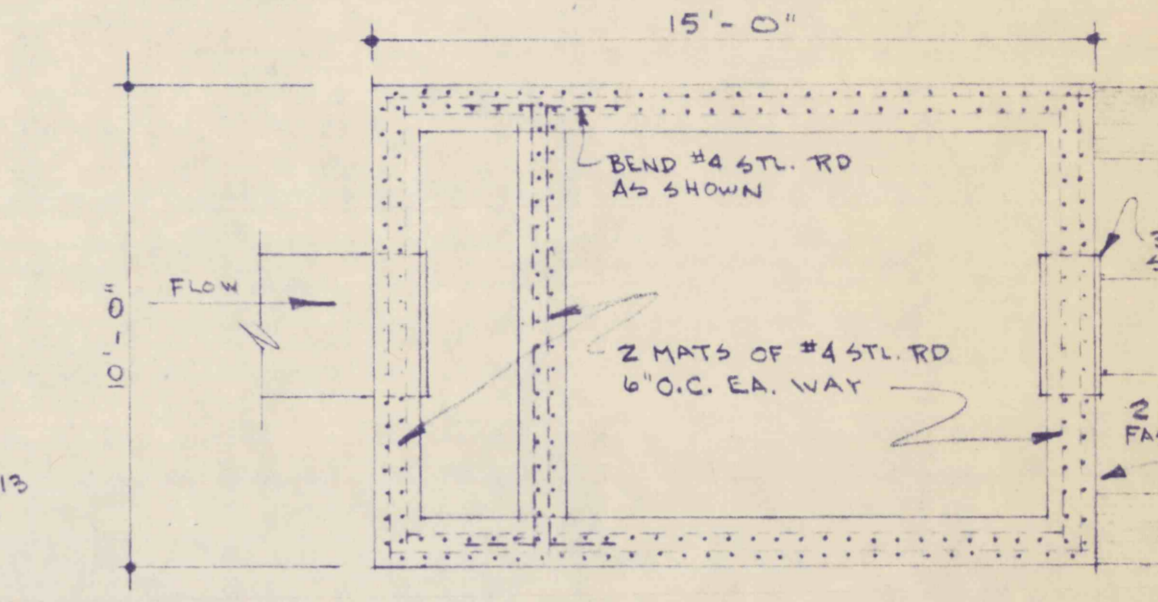 15'-0"
BEND #4 STL. RD
AS SHOWN
FLOW
10'-0"
2 MATS OF #4 STL. RD
6" O.C. EA. WAY
2
13